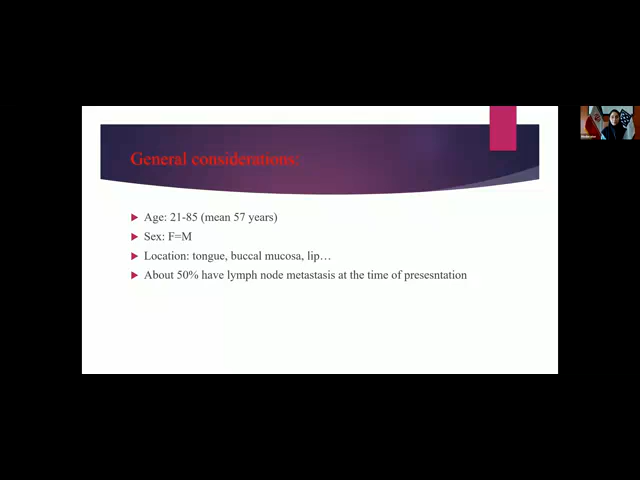 General considerations:
Age: 21-85 (mean 57 years)
Sex: F=M
Location: tongue, buccal mucosa, lip…
About 50% have lymph node metastasis at the time of presesntation